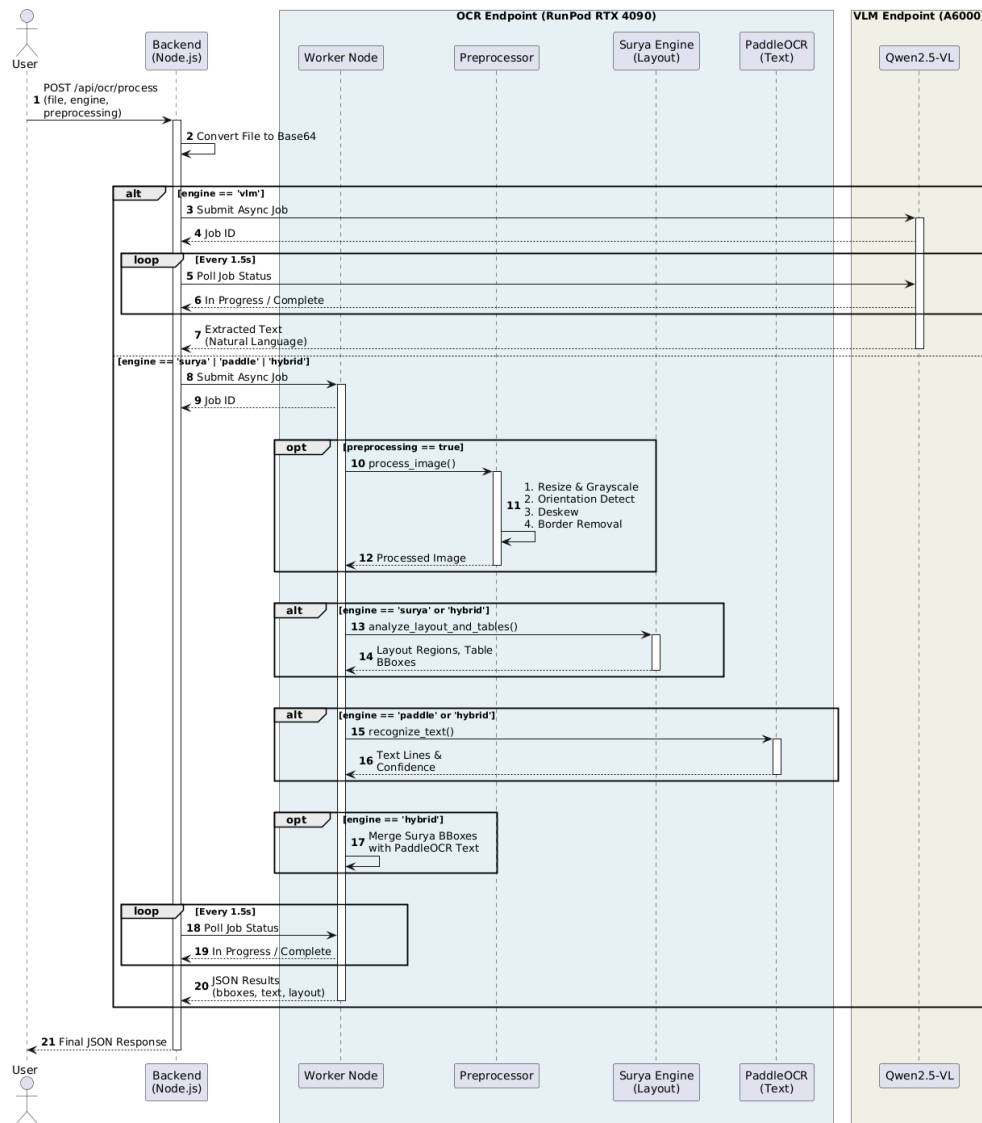 OCR Endpoint (RunPod RTX 4090)
VLM Endpoint (A6000)
User
Backend
(Node.js)
Worker Node
Preprocessor
Surya Engine
(Layout)
PaddleOCR
(Text)
Qwen2.5-VL
1 POST /api/ocr/process
(file, engine,
preprocessing)
2 Convert File to Base64
alt [engine == 'vlm']
3 Submit Async Job
4 Job ID
loop [Every 1.5s]
5 Poll Job Status
6 In Progress / Complete
7 Extracted Text
(Natural Language)
[engine == 'surya' | 'paddle' | 'hybrid']
8 Submit Async Job
9 Job ID
opt [preprocessing == true]
10 process_image()
11 1. Resize & Grayscale
2. Orientation Detect
3. Deskew
4. Border Removal
12 Processed Image
alt [engine == 'surya' or 'hybrid']
13 analyze_layout_and_tables()
14 Layout Regions, Table
BBoxes
alt [engine == 'paddle' or 'hybrid']
15 recognize_text()
16 Text Lines &
Confidence
opt [engine == 'hybrid']
17 Merge Surya BBoxes
with PaddleOCR Text
loop [Every 1.5s]
18 Poll Job Status
19 In Progress / Complete
20 JSON Results
(bboxes, text, layout)
21 Final JSON Response
User
Backend
(Node.js)
Worker Node
Preprocessor
Surya Engine
(Layout)
PaddleOCR
(Text)
Qwen2.5-VL